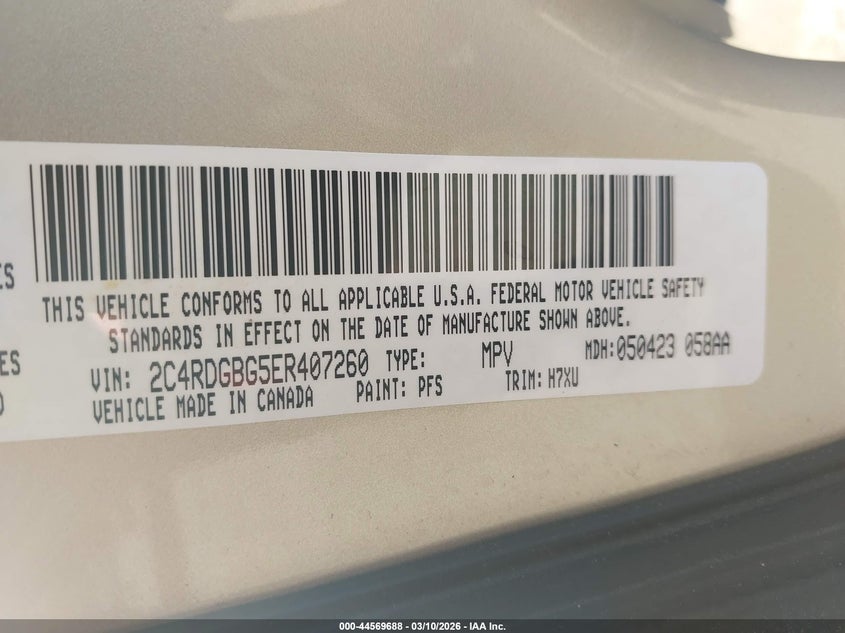 ES
THIS VEHICLE CONFORMS TO ALL APPLICABLE U.S.A. FEDERAL MOTOR VEHICLE SAFETY
STANDARDS IN EFFECT ON THE DATE OF MANUFACTURE SHOWN ABOVE.
ES
VIN: 2C4RDGBG5ER407260 TYPE: MPV MDH:050423 058AA
VEHICLE MADE IN CANADA PAINT: PFS TRIM: H7XU
000-44569688 - 03/10/2026 - IAA Inc.